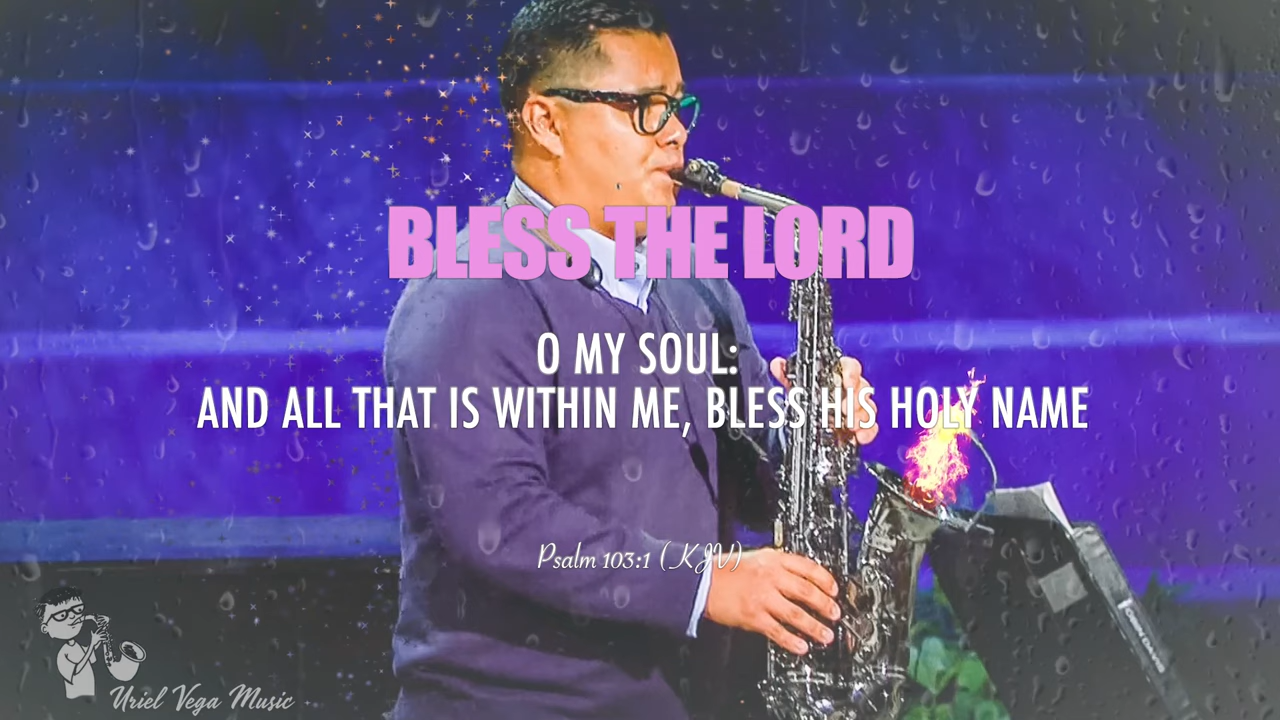 BLESS THE LORD
O MY SOUL:
AND ALL THAT IS WITHIN ME, BLESS HIS HOLY NAME
Psalm 103:1 (KJV)
Uriel Vega Music